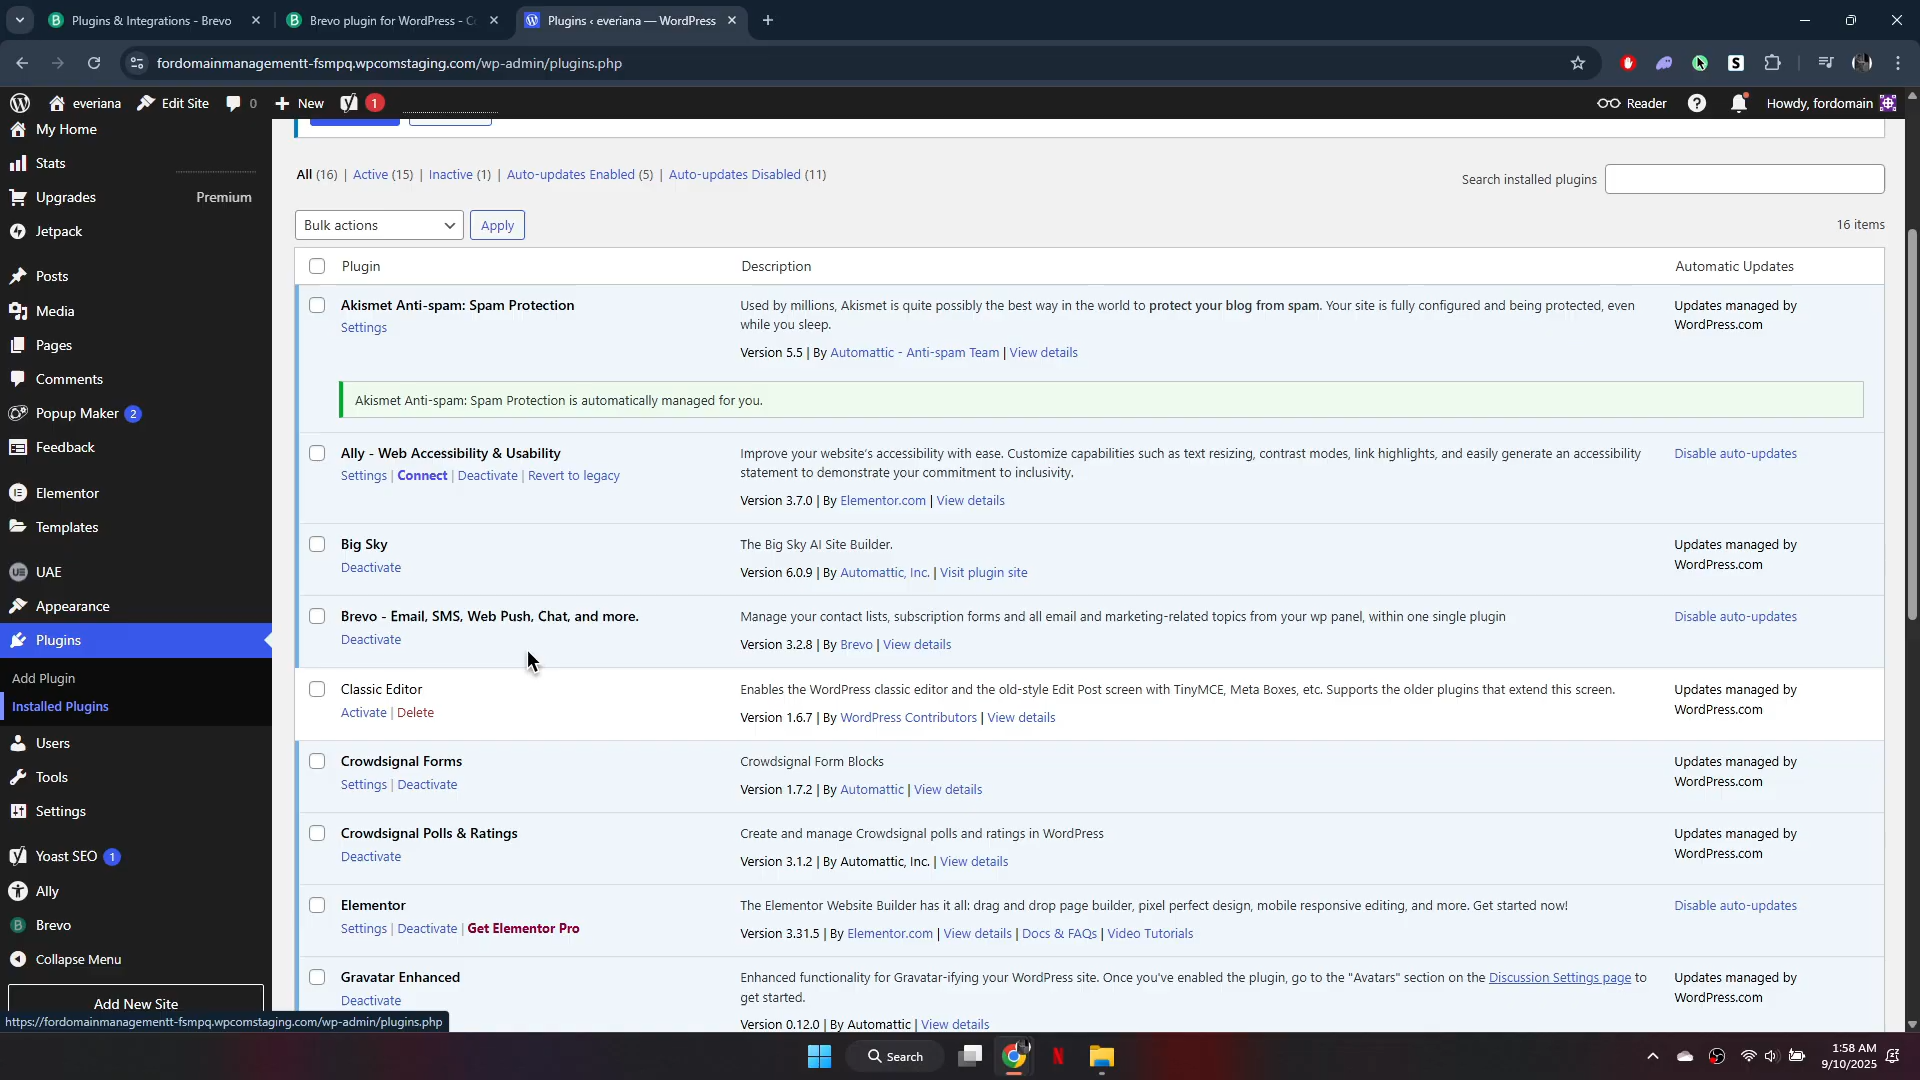 Plugins & Integrations - Brevo
Brevo plugin for WordPress - C
Plugins ‹ everiana — WordPress
fordomainmanagementt-fsmpq.wpcomstaging.com/wp-admin/plugins.php
everiana
Edit Site
0
New
1
Reader
Howdy, fordomain
My Home
Stats
Upgrades Premium
Jetpack
Posts
Media
Pages
Comments
Popup Maker 2
Feedback
Elementor
Templates
UAE
Appearance
Plugins
Add Plugin
Installed Plugins
Users
Tools
Settings
Yoast SEO 1
Ally
Brevo
Collapse Menu
Add New Site
https://fordomainmanagementt-fsmpq.wpcomstaging.com/wp-admin/plugins.php
All (16) | Active (15) | Inactive (1) | Auto-updates Enabled (5) | Auto-updates Disabled (11)
Search installed plugins
Bulk actions
Apply
16 items
Plugin Description Automatic Updates
Akismet Anti-spam: Spam Protection
Settings
Used by millions, Akismet is quite possibly the best way in the world to protect your blog from spam. Your site is fully configured and being protected, even
while you sleep.
Version 5.5 | By Automattic - Anti-spam Team | View details
Updates managed by
WordPress.com
Akismet Anti-spam: Spam Protection is automatically managed for you.
Ally - Web Accessibility & Usability
Settings | Connect | Deactivate | Revert to legacy
Improve your website's accessibility with ease. Customize capabilities such as text resizing, contrast modes, link highlights, and easily generate an accessibility
statement to demonstrate your commitment to inclusivity.
Version 3.7.0 | By Elementor.com | View details
Disable auto-updates
Big Sky
Deactivate
The Big Sky AI Site Builder.
Version 6.0.9 | By Automattic, Inc. | Visit plugin site
Updates managed by
WordPress.com
Brevo - Email, SMS, Web Push, Chat, and more.
Deactivate
Manage your contact lists, subscription forms and all email and marketing-related topics from your wp panel, within one single plugin
Version 3.2.8 | By Brevo | View details
Disable auto-updates
Classic Editor
Activate | Delete
Enables the WordPress classic editor and the old-style Edit Post screen with TinyMCE, Meta Boxes, etc. Supports the older plugins that extend this screen.
Version 1.6.7 | By WordPress Contributors | View details
Updates managed by
WordPress.com
Crowdsignal Forms
Settings | Deactivate
Crowdsignal Form Blocks
Version 1.7.2 | By Automattic | View details
Updates managed by
WordPress.com
Crowdsignal Polls & Ratings
Deactivate
Create and manage Crowdsignal polls and ratings in WordPress
Version 3.1.2 | By Automattic, Inc. | View details
Updates managed by
WordPress.com
Elementor
Settings | Deactivate | Get Elementor Pro
The Elementor Website Builder has it all: drag and drop page builder, pixel perfect design, mobile responsive editing, and more. Get started now!
Version 3.31.5 | By Elementor.com | View details | Docs & FAQs | Video Tutorials
Disable auto-updates
Gravatar Enhanced
Deactivate
Enhanced functionality for Gravatar-ifying your WordPress site. Once you've enabled the plugin, go to the "Avatars" section on the Discussion Settings page to
get started.
Version 0.12.0 | By Automattic | View details
Updates managed by
WordPress.com
Search
1:58 AM
9/10/2025